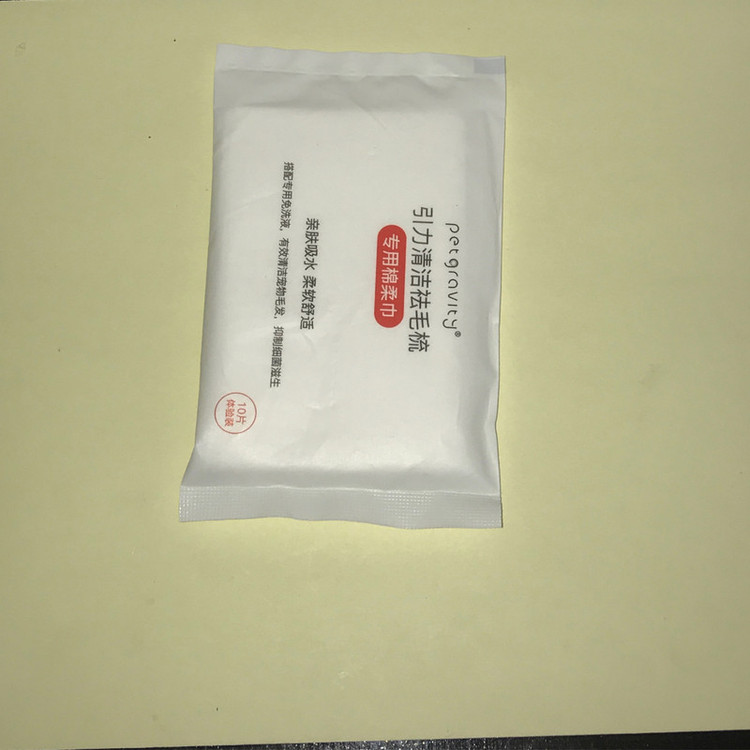 petgravity®
引力清洁祛毛梳
专用棉柔巾
亲肤吸水 柔软舒适
搭配专用免洗液，有效清洁宠物毛发，抑制细菌滋生
10片
体验装